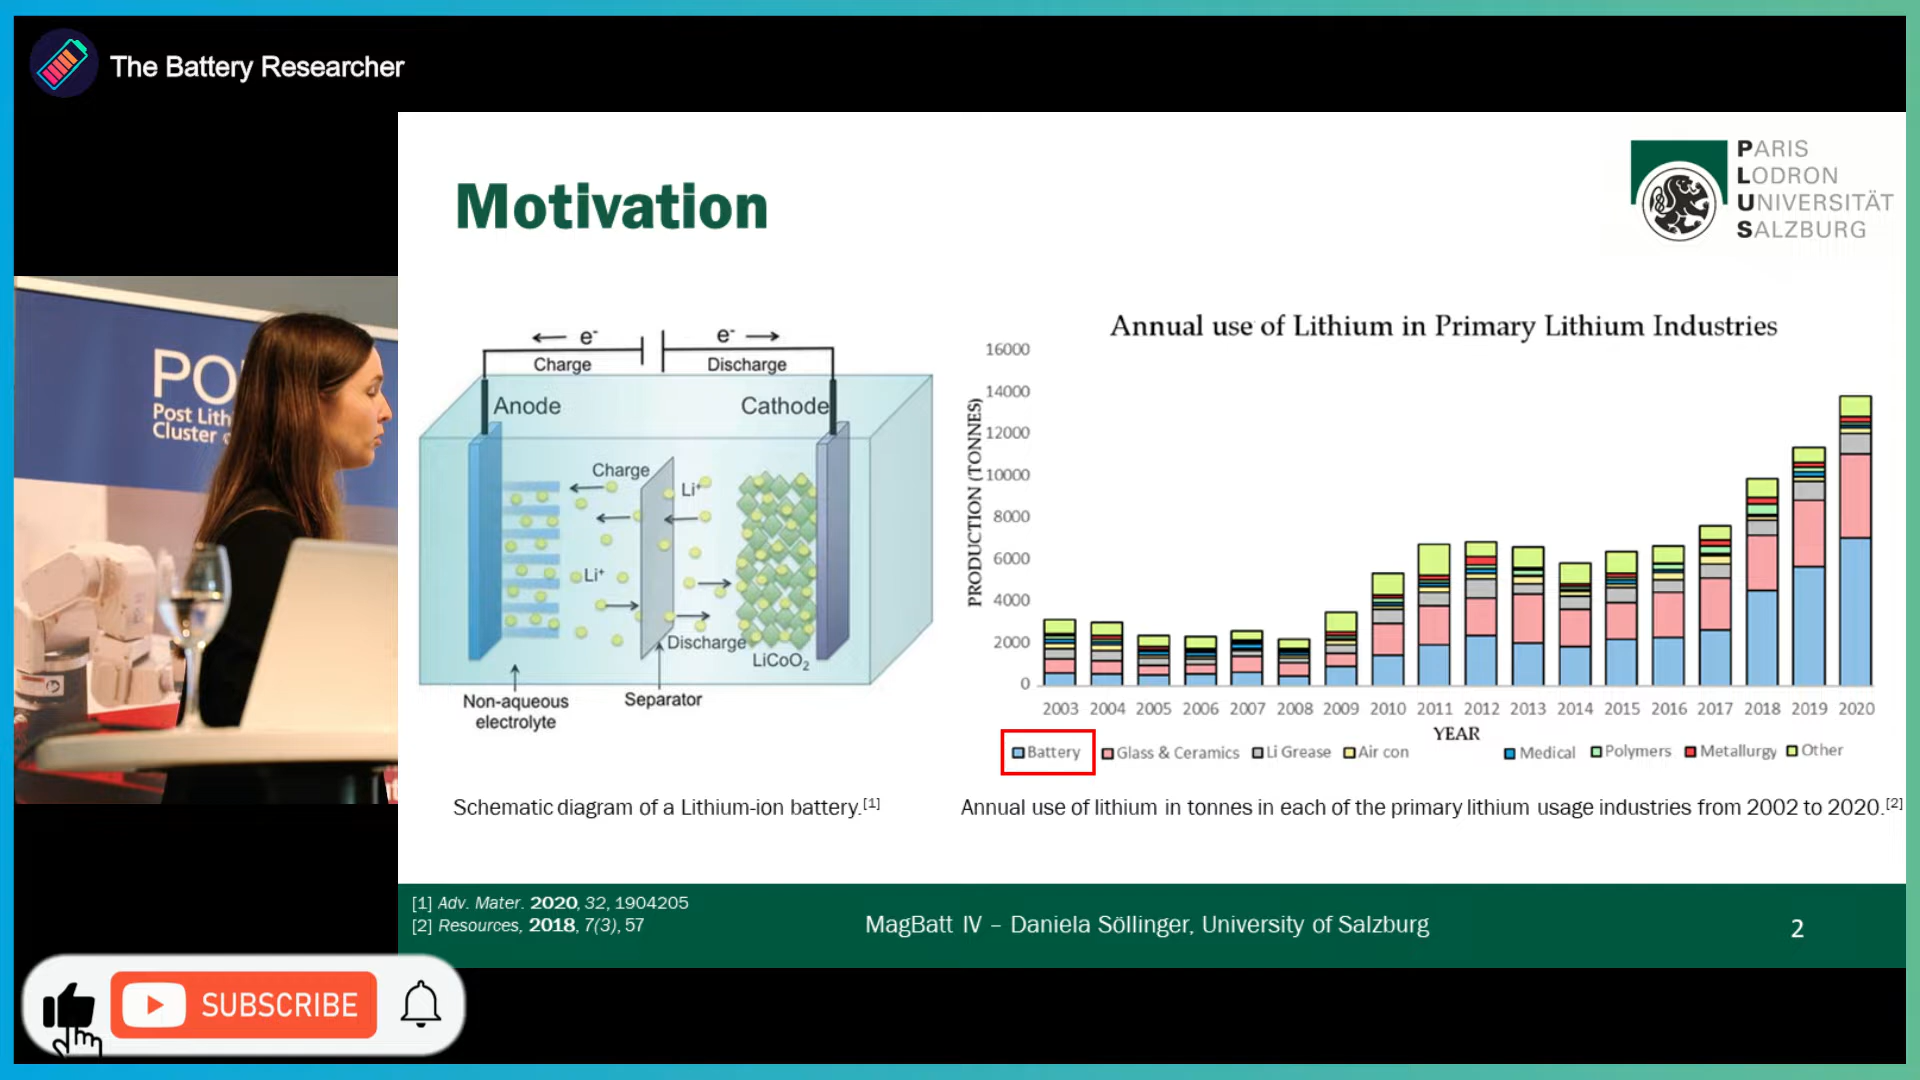 The Battery Researcher
PO
Post Lith
Cluster
Motivation
PARIS
LODRON
UNIVERSITÄT
SALZBURG
e-
e-
Charge
Discharge
Anode
Cathode
Charge
Li+
Li+
Discharge
LiCoO2
Non-aqueous
electrolyte
Separator
Schematic diagram of a Lithium-ion battery.[1]
Annual use of Lithium in Primary Lithium Industries
PRODUCTION (TONNES)
16000
14000
12000
10000
8000
6000
4000
2000
0
2003 2004 2005 2006 2007 2008 2009 2010 2011 2012 2013 2014 2015 2016 2017 2018 2019 2020
YEAR
Battery Glass & Ceramics Li Grease Air con Medical Polymers Metallurgy Other
Annual use of lithium in tonnes in each of the primary lithium usage industries from 2002 to 2020.[2]
[1] Adv. Mater. 2020, 32, 1904205
[2] Resources, 2018, 7(3), 57
MagBatt IV – Daniela Söllinger, University of Salzburg
2
SUBSCRIBE